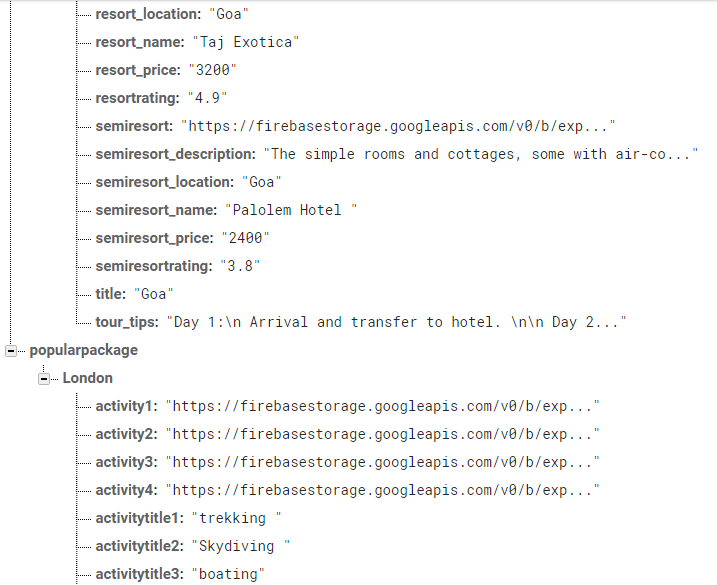 resort_location: "Goa"
resort_name: "Taj Exotica"
resort_price: "3200"
resortrating: "4.9"
semiresort: "https://firebasestorage.googleapis.com/v0/b/exp..."
semiresort_description: "The simple rooms and cottages, some with air-co..."
semiresort_location: "Goa"
semiresort_name: "Palolem Hotel "
semiresort_price: "2400"
semiresortrating: "3.8"
title: "Goa"
tour_tips: "Day 1:\n Arrival and transfer to hotel. \n\n Day 2..."
popularpackage
London
activity1: "https://firebasestorage.googleapis.com/v0/b/exp..."
activity2: "https://firebasestorage.googleapis.com/v0/b/exp..."
activity3: "https://firebasestorage.googleapis.com/v0/b/exp..."
activity4: "https://firebasestorage.googleapis.com/v0/b/exp..."
activitytitle1: "trekking "
activitytitle2: "Skydiving "
activitytitle3: "boating"